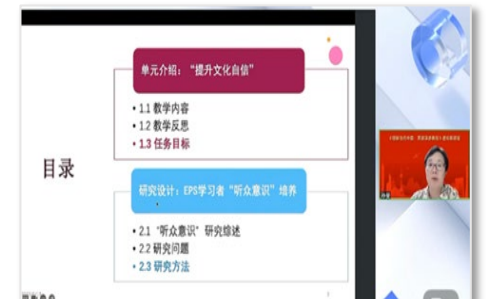 单元介绍：“提升文化自信”
• 1.1 教学内容
• 1.2 教学反思
• 1.3 任务目标
目录
研究设计：EPS学习者“听众意识”培养
• 2.1 “听众意识”研究综述
• 2.2 研究问题
• 2.3 研究方法